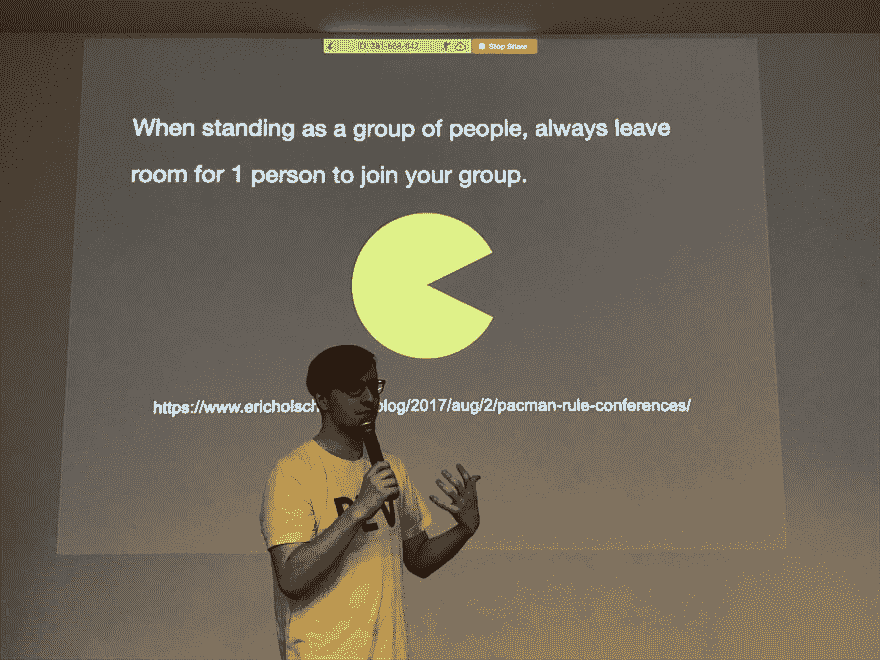 Stop Share
When standing as a group of people, always leave
room for 1 person to join your group.
https://www.ericholsch blog/2017/aug/2/pacman-rule-conferences/
DEV